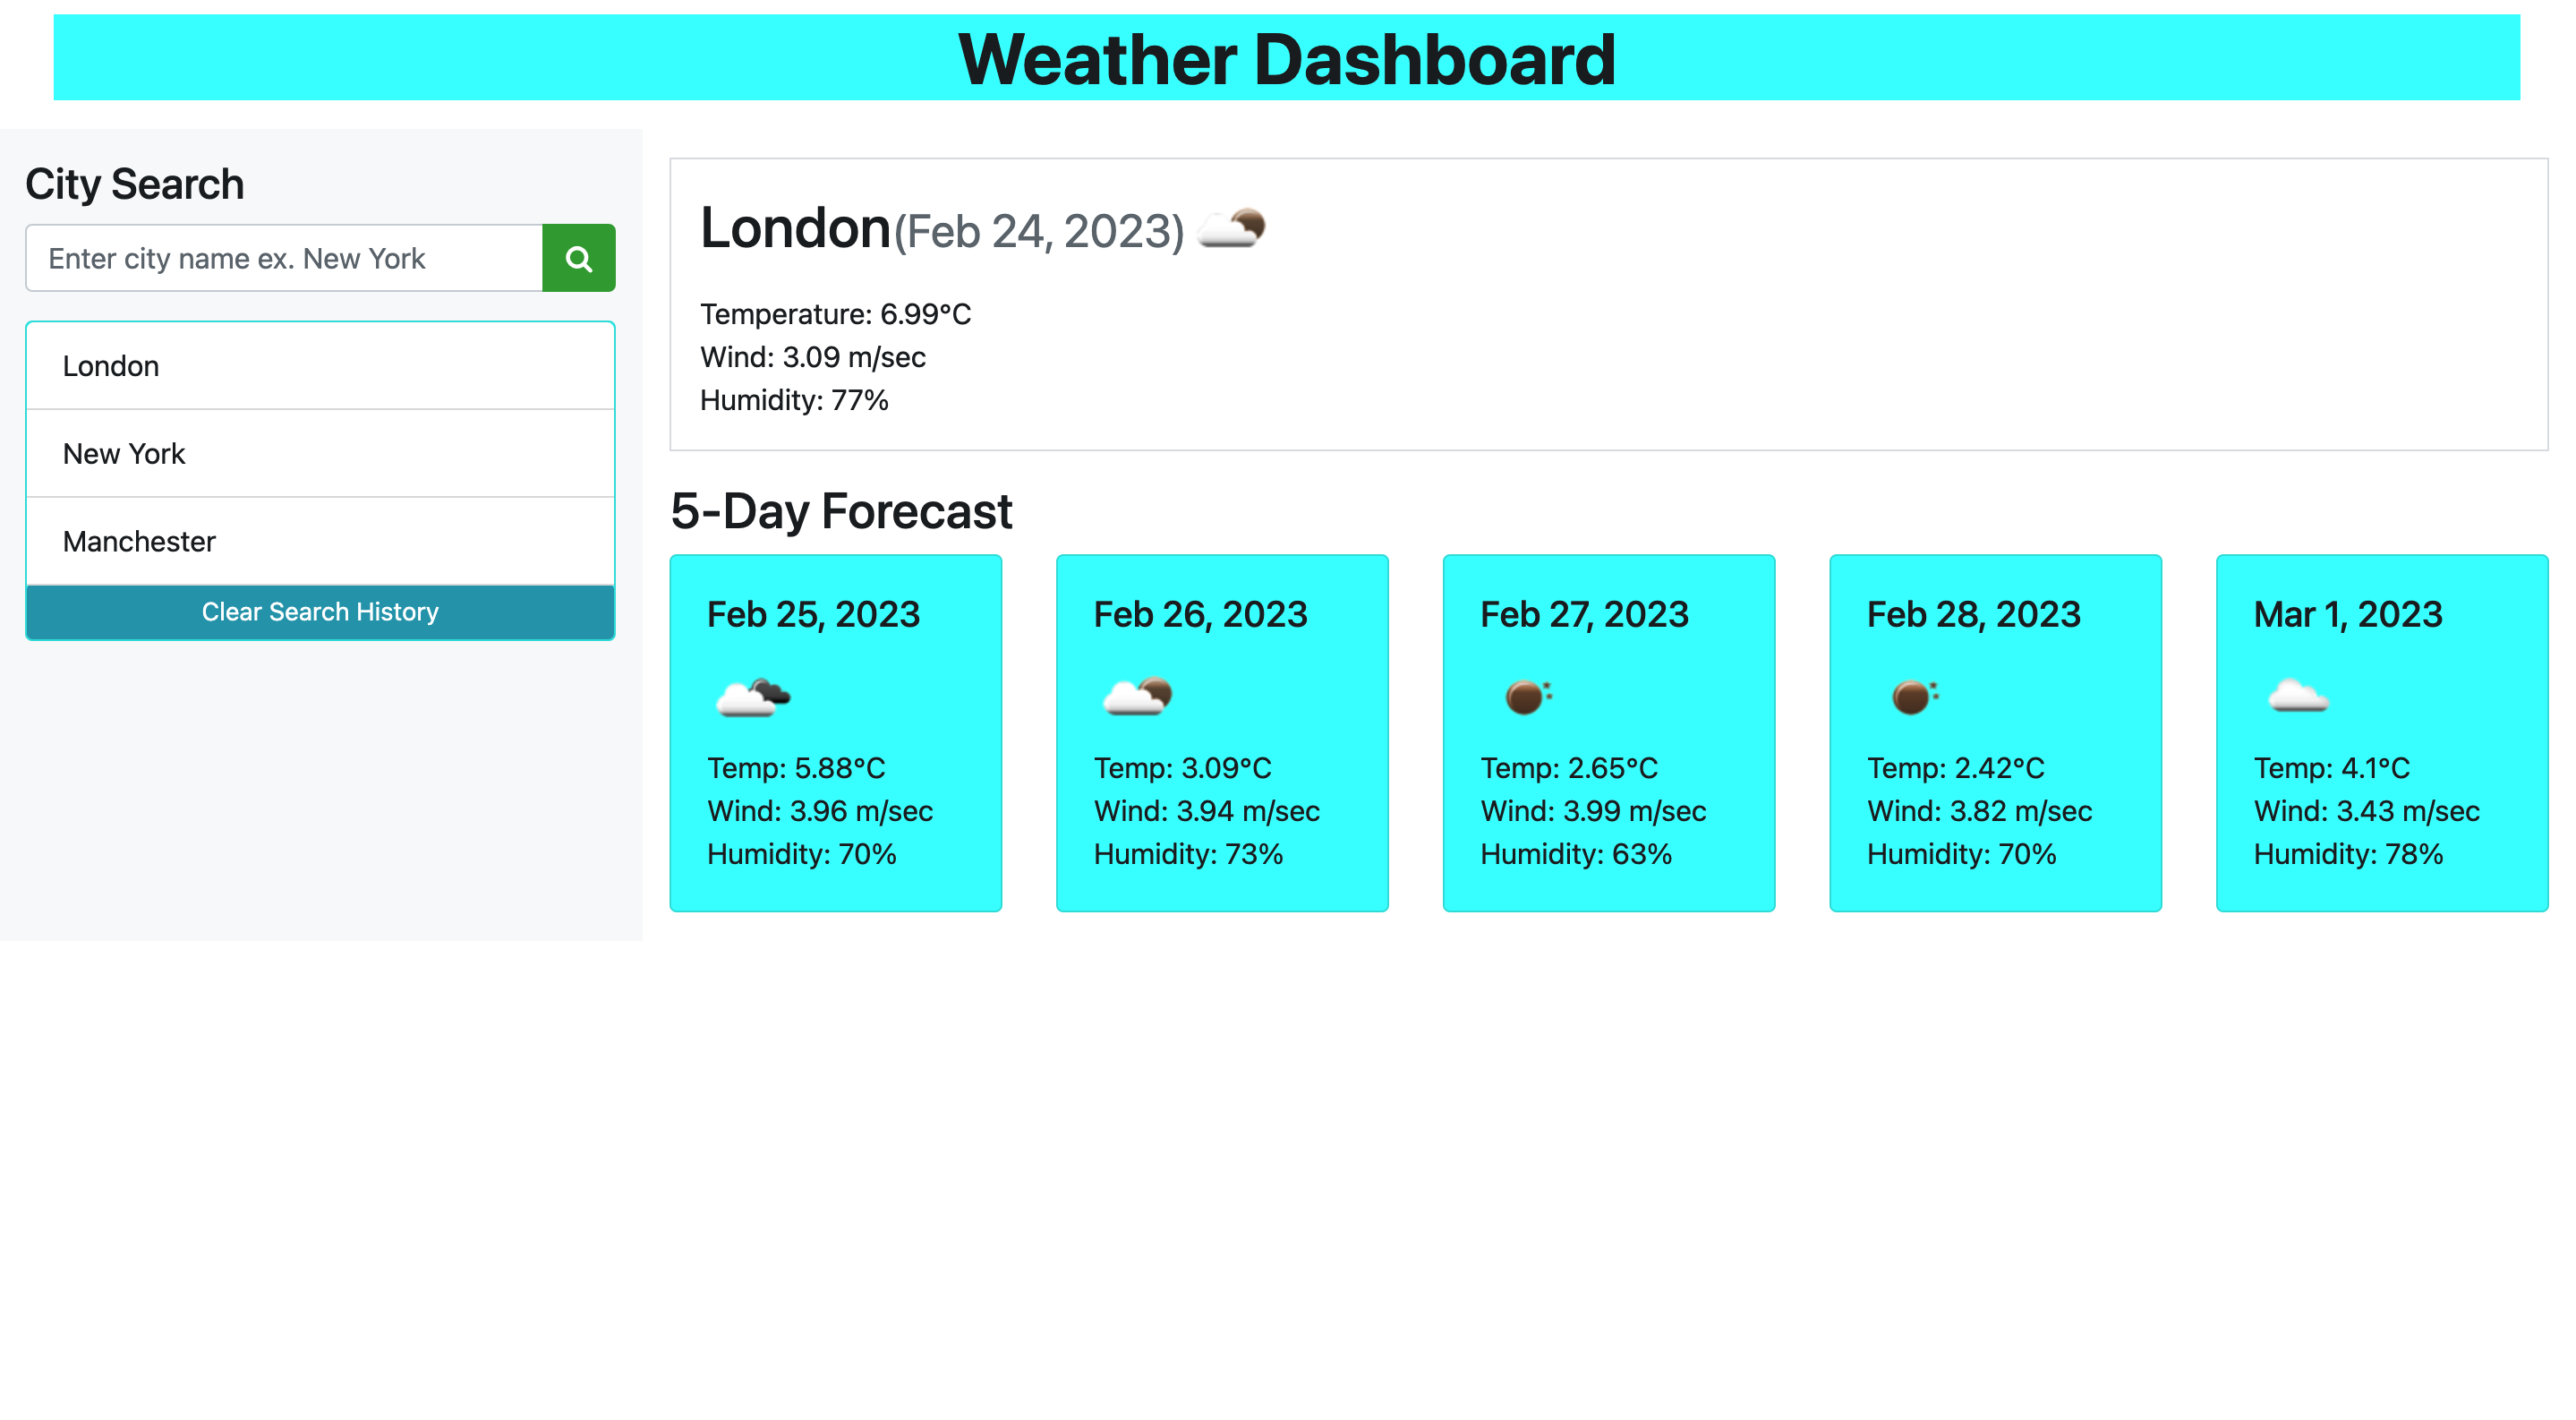 Weather Dashboard
City Search
Enter city name ex. New York
London
New York
Manchester
Clear Search History
London(Feb 24, 2023)
Temperature: 6.99°C
Wind: 3.09 m/sec
Humidity: 77%
5-Day Forecast
Feb 25, 2023
Temp: 5.88°C
Wind: 3.96 m/sec
Humidity: 70%
Feb 26, 2023
Temp: 3.09°C
Wind: 3.94 m/sec
Humidity: 73%
Feb 27, 2023
Temp: 2.65°C
Wind: 3.99 m/sec
Humidity: 63%
Feb 28, 2023
Temp: 2.42°C
Wind: 3.82 m/sec
Humidity: 70%
Mar 1, 2023
Temp: 4.1°C
Wind: 3.43 m/sec
Humidity: 78%